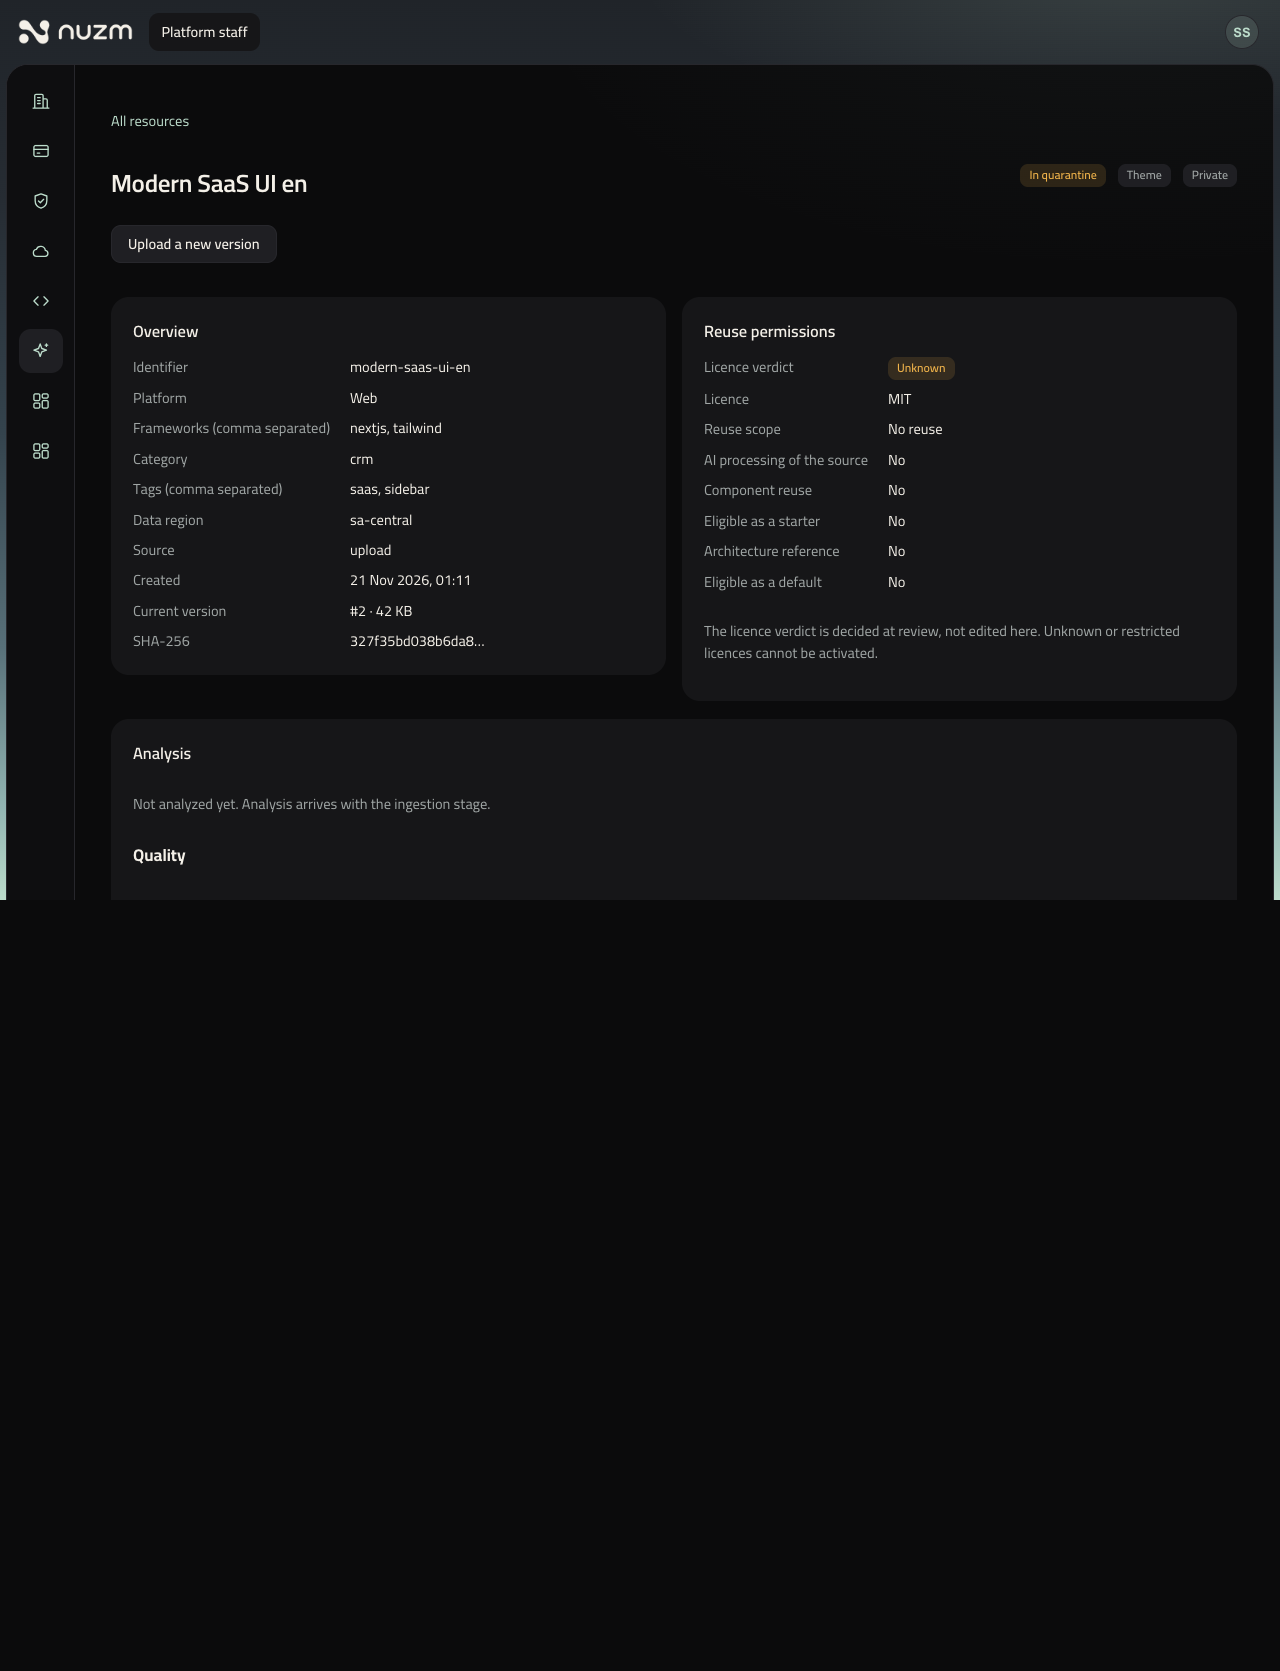 nuzm
Platform staff
SS
All resources
Modern SaaS UI en
In quarantine
Theme
Private
Upload a new version
Overview
Identifier modern-saas-ui-en
Platform Web
Frameworks (comma separated) nextjs, tailwind
Category crm
Tags (comma separated) saas, sidebar
Data region sa-central
Source upload
Created 21 Nov 2026, 01:11
Current version #2 · 42 KB
SHA-256 327f35bd038b6da8...
Reuse permissions
Licence verdict Unknown
Licence MIT
Reuse scope No reuse
AI processing of the source No
Component reuse No
Eligible as a starter No
Architecture reference No
Eligible as a default No
The licence verdict is decided at review, not edited here. Unknown or restricted
licences cannot be activated.
Analysis
Not analyzed yet. Analysis arrives with the ingestion stage.
Quality